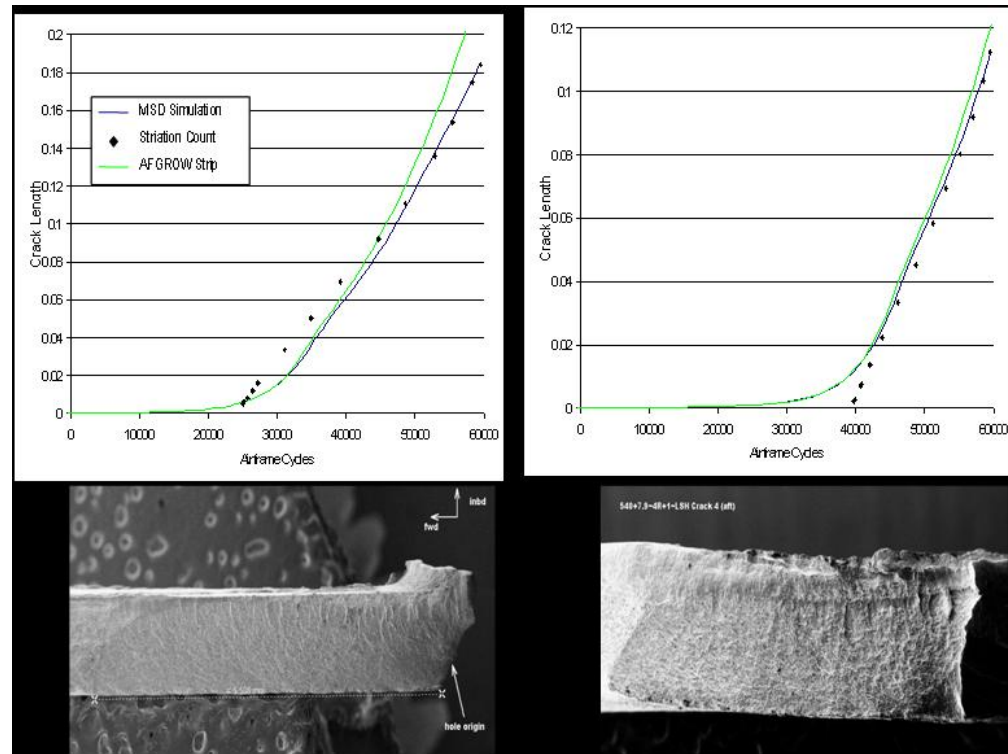 0.2
0.18
0.16
0.14
0.12
0.1
0.08
0.06
0.04
0.02
0
Crack Length
MSD Simulation
Striation Count
AFGROW Strip
0 10000 20000 30000 40000 50000 60000
Airframe Cycles
0.12
0.1
0.08
0.06
0.04
0.02
0
Crack Length
0 10000 20000 30000 40000 50000 60000
Airframe Cycles
inbd
fwd
hole origin
LSH Crack 4 (aft)